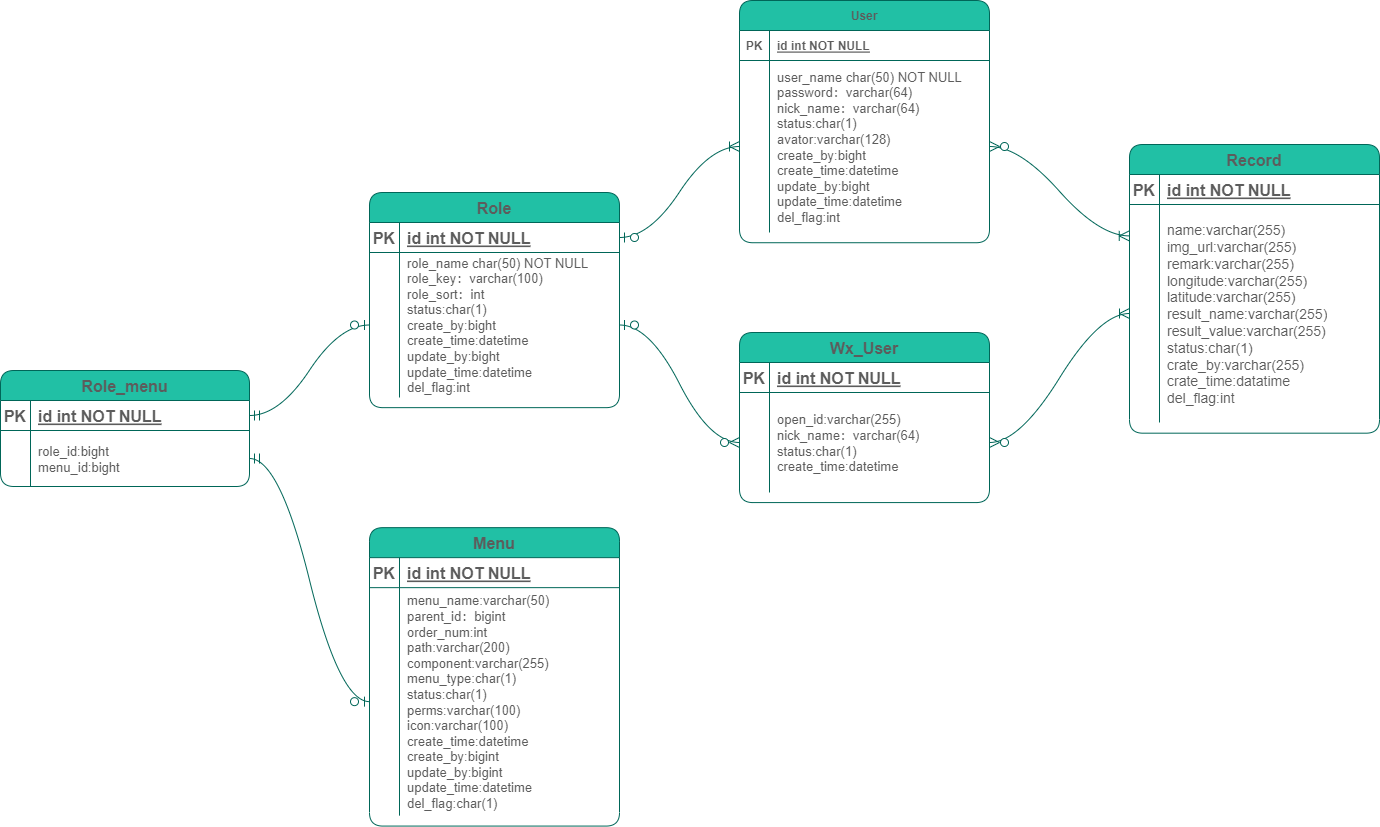 User
PK
id int NOT NULL
user_name char(50) NOT NULL
password: varchar(64)
nick_name: varchar(64)
status:char(1)
avator:varchar(128)
create_by:bight
create_time:datetime
update_by:bight
update_time:datetime
del_flag:int
Record
PK
id int NOT NULL
name:varchar(255)
img_url:varchar(255)
remark:varchar(255)
longitude:varchar(255)
latitude:varchar(255)
result_name:varchar(255)
result_value:varchar(255)
status:char(1)
crate_by:varchar(255)
crate_time:datatime
del_flag:int
Role
PK
id int NOT NULL
role_name char(50) NOT NULL
role_key: varchar(100)
role_sort: int
status:char(1)
create_by:bight
create_time:datetime
update_by:bight
update_time:datetime
del_flag:int
Wx_User
PK
id int NOT NULL
open_id:varchar(255)
nick_name: varchar(64)
status:char(1)
create_time:datetime
Role_menu
PK
id int NOT NULL
role_id:bight
menu_id:bight
Menu
PK
id int NOT NULL
menu_name:varchar(50)
parent_id: bigint
order_num:int
path:varchar(200)
component:varchar(255)
menu_type:char(1)
status:char(1)
perms:varchar(100)
icon:varchar(100)
create_time:datetime
create_by:bigint
update_by:bigint
update_time:datetime
del_flag:char(1)